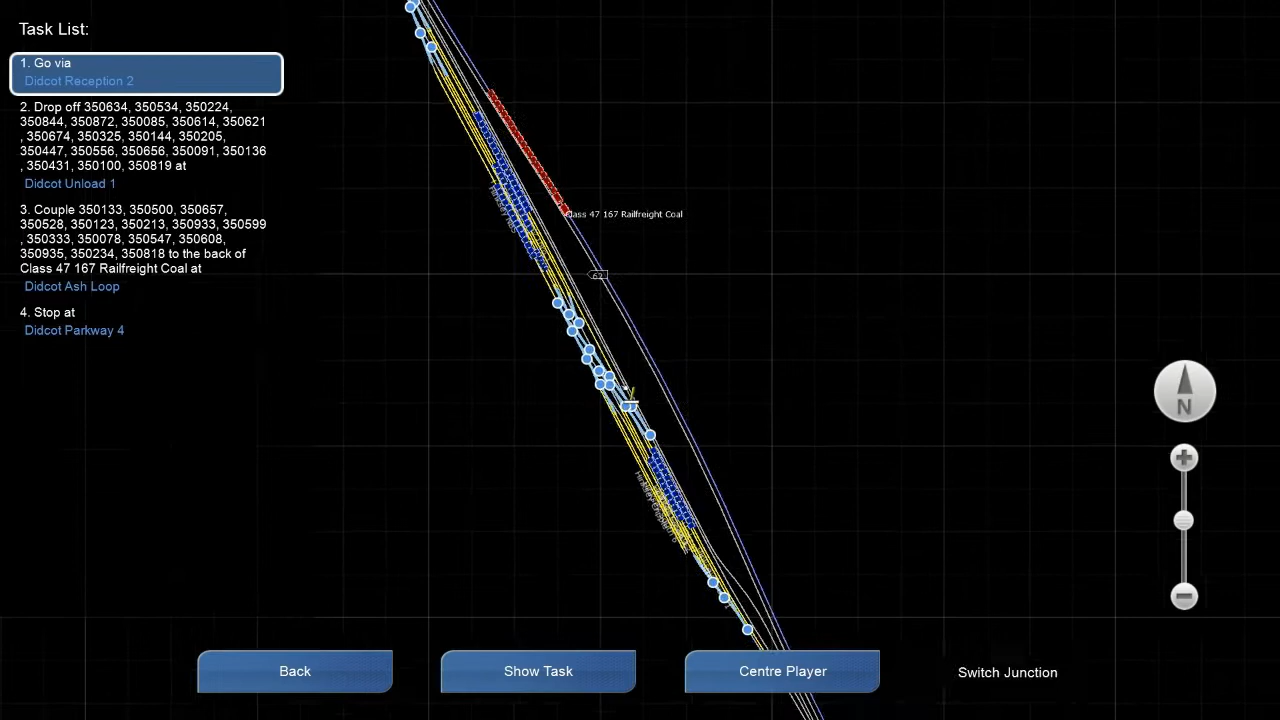 Task List:
1. Go via
Didcot Reception 2
2. Drop off 350634, 350534, 350224,
350844, 350872, 350085, 350614, 350621
, 350674, 350325, 350144, 350205,
350447, 350556, 350656, 350091, 350136
, 350431, 350100, 350819 at
Didcot Unload 1
3. Couple 350133, 350500, 350657,
350528, 350123, 350213, 350933, 350599
, 350333, 350078, 350547, 350608,
350935, 350234, 350818 to the back of
Class 47 167 Railfreight Coal at
Didcot Ash Loop
4. Stop at
Didcot Parkway 4
Class 47 167 Railfreight Coal
62
N
Back
Show Task
Centre Player
Switch Junction